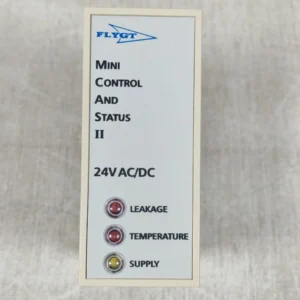 FLYGT
MINI
CONTROL
AND
STATUS
II
24V AC/DC
LEAKAGE
TEMPERATURE
SUPPLY